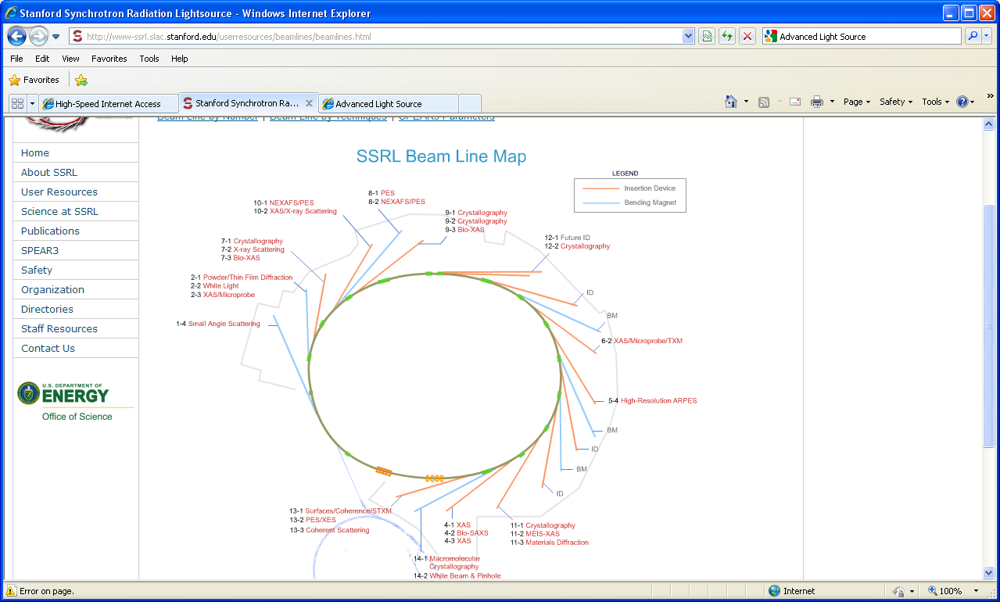 Stanford Synchrotron Radiation Lightsource - Windows Internet Explorer
http://www-ssrl.slac.stanford.edu/userresources/beamlines/beamlines.html
Advanced Light Source
File Edit View Favorites Tools Help
Favorites
High-Speed Internet Access
Stanford Synchrotron Ra...
Advanced Light Source
Page Safety Tools
Beam Line by Number | Beam Line by Techniques | SPEAR3 Parameters
Home
About SSRL
User Resources
Science at SSRL
Publications
SPEAR3
Safety
Organization
Directories
Staff Resources
Contact Us
U.S. DEPARTMENT OF
ENERGY
Office of Science
SSRL Beam Line Map
LEGEND
Insertion Device
Bending Magnet
8-1 PES
8-2 NEXAFS/PES
10-1 NEXAFS/PES
10-2 XAS/X-ray Scattering
9-1 Crystallography
9-2 Crystallography
9-3 Bio-XAS
7-1 Crystallography
7-2 X-ray Scattering
7-3 Bio-XAS
12-1 Future ID
12-2 Crystallography
2-1 Powder/Thin Film Diffraction
2-2 White Light
2-3 XAS/Microprobe
ID
BM
1-4 Small Angle Scattering
6-2 XAS/Microprobe/TXM
5-4 High-Resolution ARPES
BM
ID
BM
ID
13-1 Surfaces/Coherence/STXM
13-2 PES/XES
13-3 Coherent Scattering
4-1 XAS
4-2 Bio-SAXS
4-3 XAS
11-1 Crystallography
11-2 MEIS-XAS
11-3 Materials Diffraction
14-1 Macromolecular
Crystallography
14-2 White Beam & Pinhole
Error on page.
Internet
100%